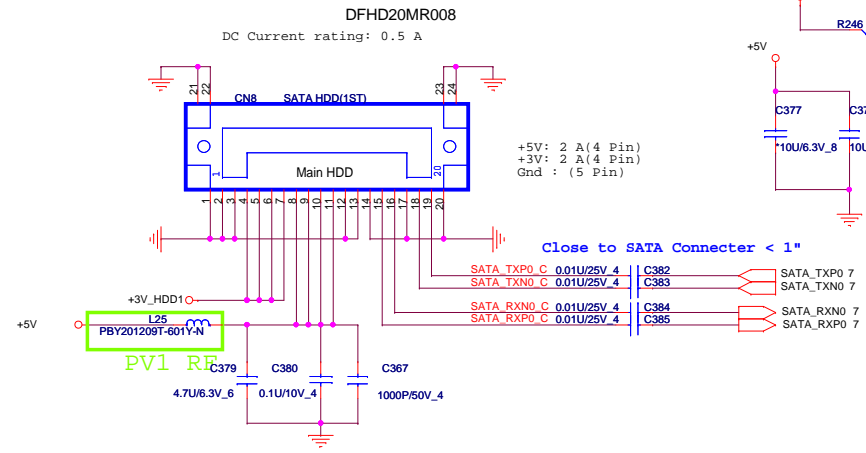 DFHD20MR008
DC Current rating: 0.5 A
R246
+5V
21
22
23
24
CN8 SATA HDD(1ST)
C377
C37
*10U/6.3V_8
10U
+5V: 2 A(4 Pin)
+3V: 2 A(4 Pin)
Gnd : (5 Pin)
1
Main HDD
20
1 2 3 4 5 6 7 8 9 10 11 12 13 14 15 16 17 18 19 20
Close to SATA Connecter < 1"
SATA_TXP0_C 0.01U/25V_4 C382 SATA_TXP0 7
SATA_TXN0_C 0.01U/25V_4 C383 SATA_TXN0 7
SATA_RXN0_C 0.01U/25V_4 C384 SATA_RXN0 7
SATA_RXP0_C 0.01U/25V_4 C385 SATA_RXP0 7
+3V_HDD1
+5V
L25
PBY201209T-601Y-N
PV1 RF
C379 C380 C367
4.7U/6.3V_6 0.1U/10V_4 1000P/50V_4